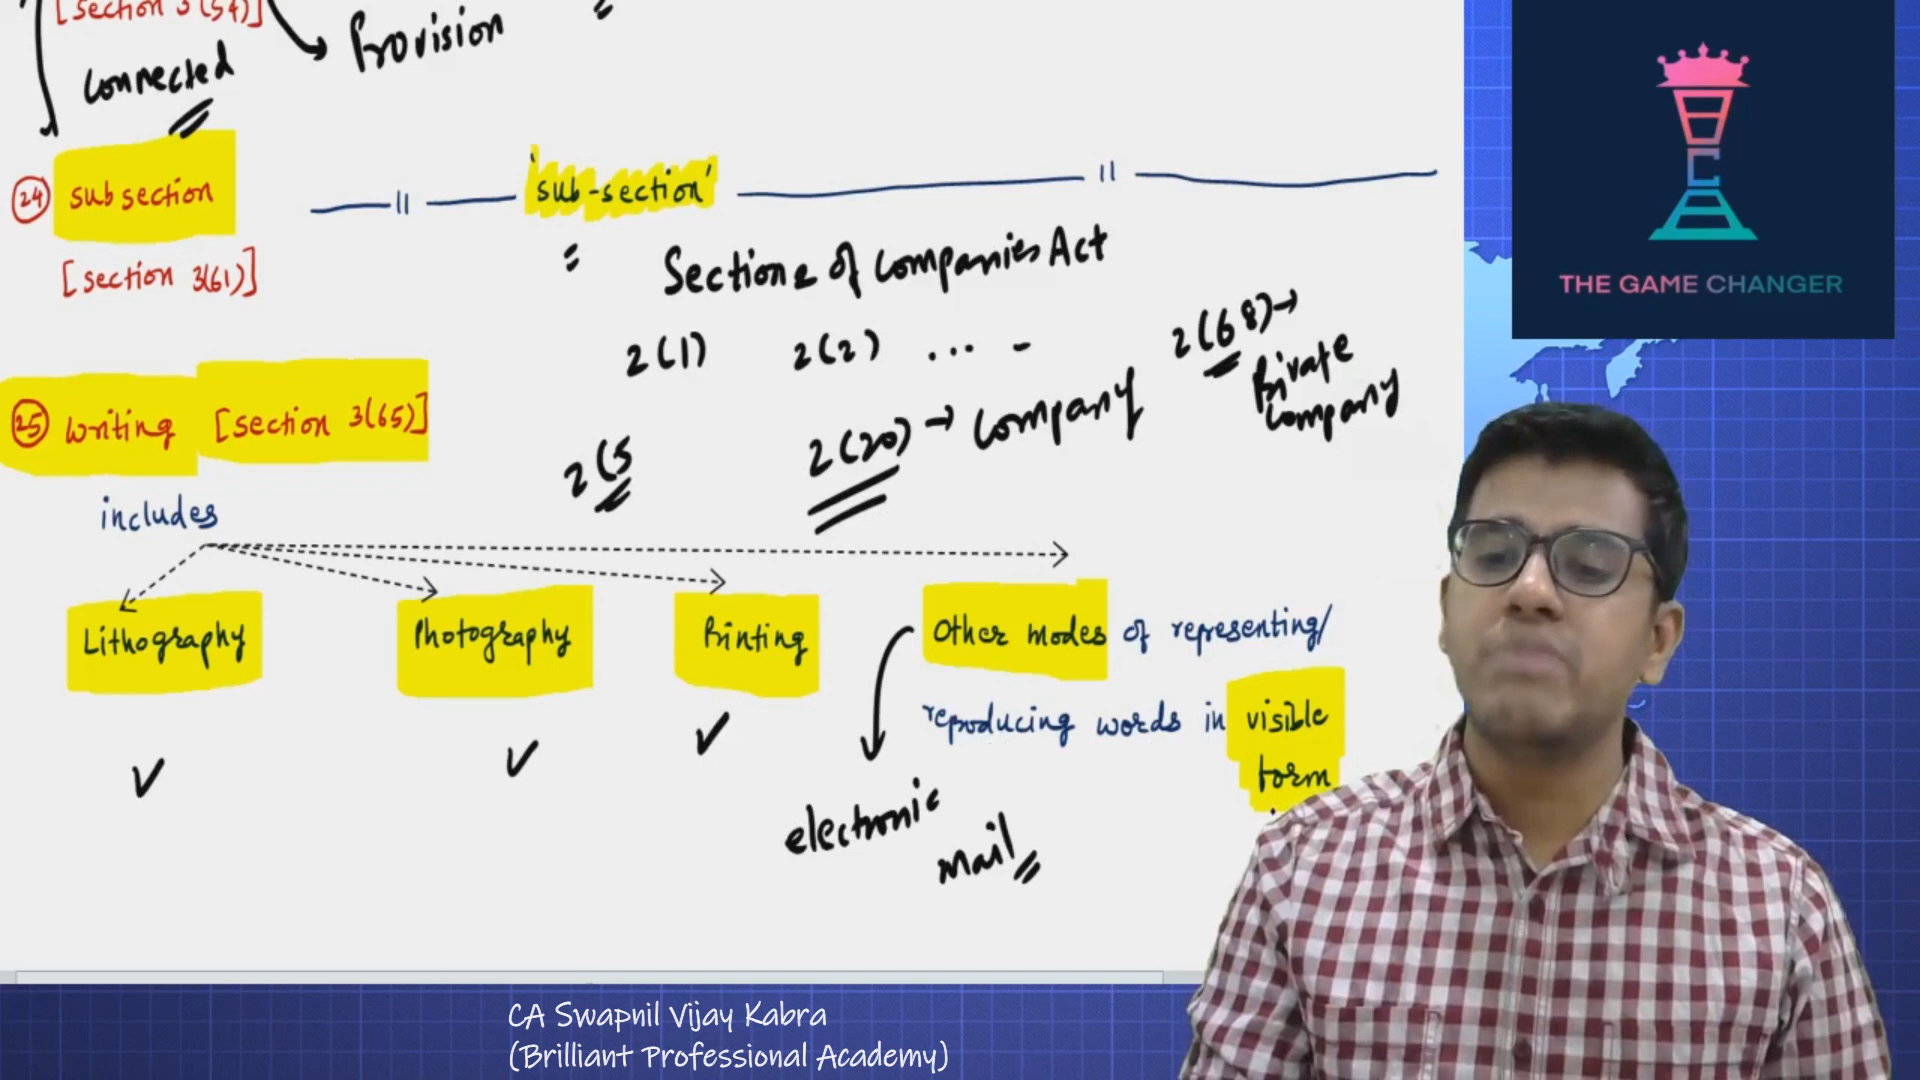 [section 3(54)]
connected
Provision
24 sub section
[section 3(61)]
'sub-section'
= Section 2 of Companies Act
2(1) 2(2) ... -
2(68)→
Private
Company
25 writing [section 3(65)]
2(5
2(20) → Company
includes
Lithography
Photography
Printing
Other modes of representing/
reproducing words in visible
form
electronic
mail
THE GAME CHANGER
CA Swapnil Vijay Kabra
(Brilliant Professional Academy)